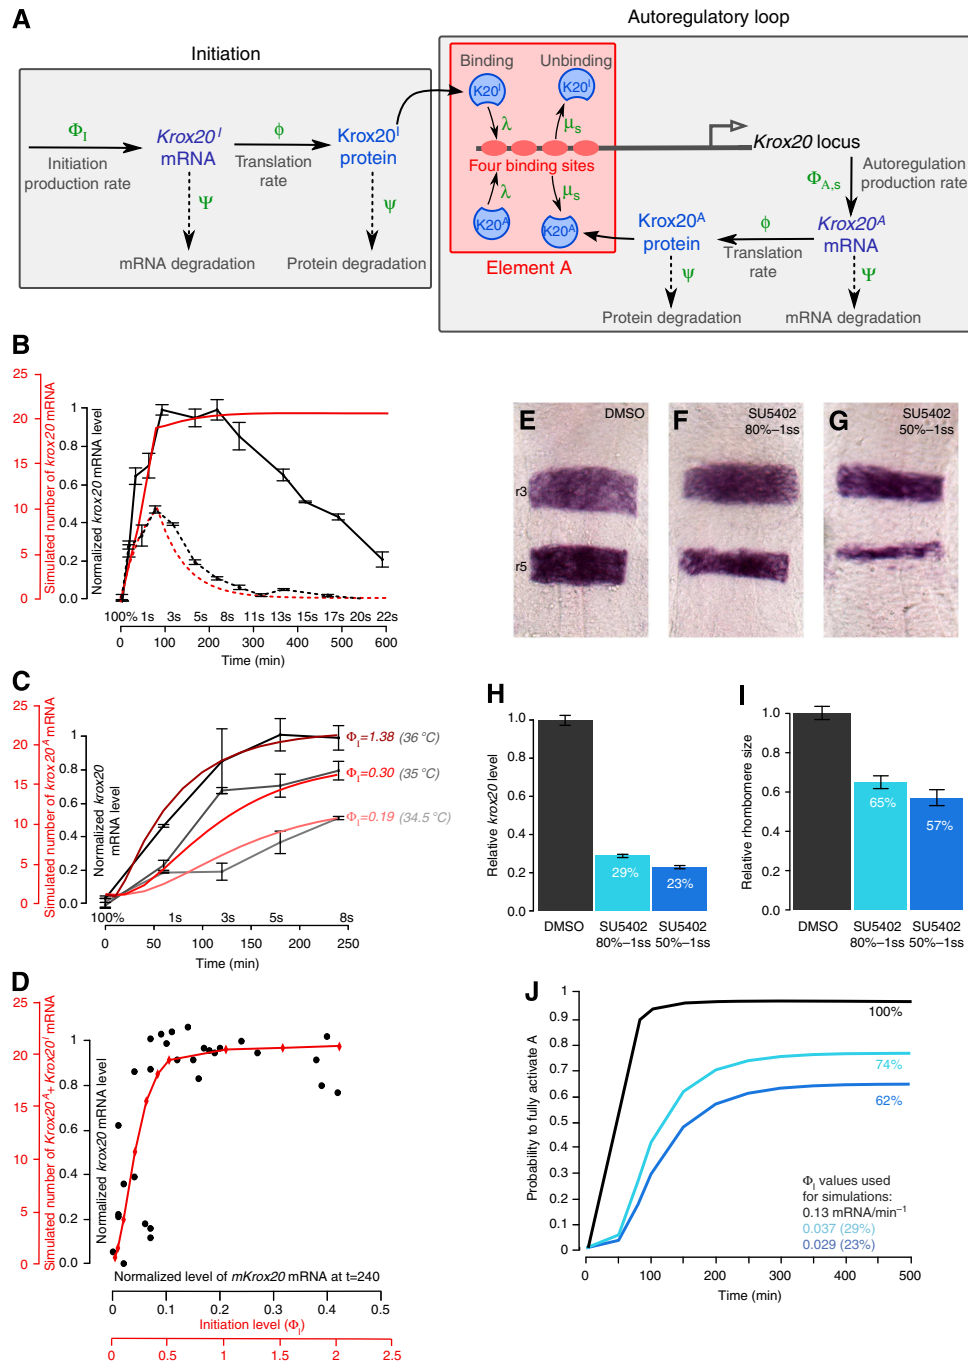 A
Initiation
Autoregulatory loop
Φ_I
Initiation
production rate
Krox20^I
mRNA
ϕ
Translation
rate
Krox20^I
protein
Ψ
ψ
mRNA degradation
Protein degradation
Binding
Unbinding
K20^I
K20^I
λ
μ_s
Four binding sites
λ
μ_s
K20^A
K20^A
Element A
Krox20 locus
Φ_A,s
Autoregulation
production rate
Krox20^A
protein
ϕ
Translation
rate
Krox20^A
mRNA
ψ
Ψ
Protein degradation
mRNA degradation
B
Simulated number of krox20 mRNA
25
20
15
10
5
0
Normalized krox20 mRNA level
1
0.8
0.6
0.4
0.2
0.0
100% 1s 3s 5s 8s 11s 13s 15s 17s 20s 22s
0 100 200 300 400 500 600
Time (min)
C
Simulated number of krox20^A mRNA
25
20
15
10
5
0
Normalized krox20
mRNA level
1
0.8
0.6
0.4
0.2
0.0
Φ_I=1.38 (36 °C)
Φ_I=0.30 (35 °C)
Φ_I=0.19 (34.5 °C)
100% 1s 3s 5s 8s
0 50 100 150 200 250
Time (min)
D
Simulated number of Krox20^A+ Krox20^I mRNA
25
20
15
10
5
0
Normalized krox20 mRNA level
1
0.8
0.6
0.4
0.2
0.0
Normalized level of mKrox20 mRNA at t=240
0 0.1 0.2 0.3 0.4 0.5
Initiation level (Φ_I)
0 0.5 1 1.5 2 2.5
E
DMSO
r3
r5
F
SU5402
80%–1ss
G
SU5402
50%–1ss
H
Relative krox20 level
1.0
0.8
0.6
0.4
0.2
0.0
29%
23%
DMSO SU5402 SU5402
80%–1ss 50%–1ss
I
Relative rhombomere size
1.0
0.8
0.6
0.4
0.2
0.0
65%
57%
DMSO SU5402 SU5402
80%–1ss 50%–1ss
J
Probability to fully activate A
1
0.9
0.8
0.7
0.6
0.5
0.4
0.3
0.2
0.1
0
100%
74%
62%
Φ_I values used
for simulations:
0.13 mRNA/min⁻¹
0.037 (29%)
0.029 (23%)
0 100 200 300 400 500
Time (min)